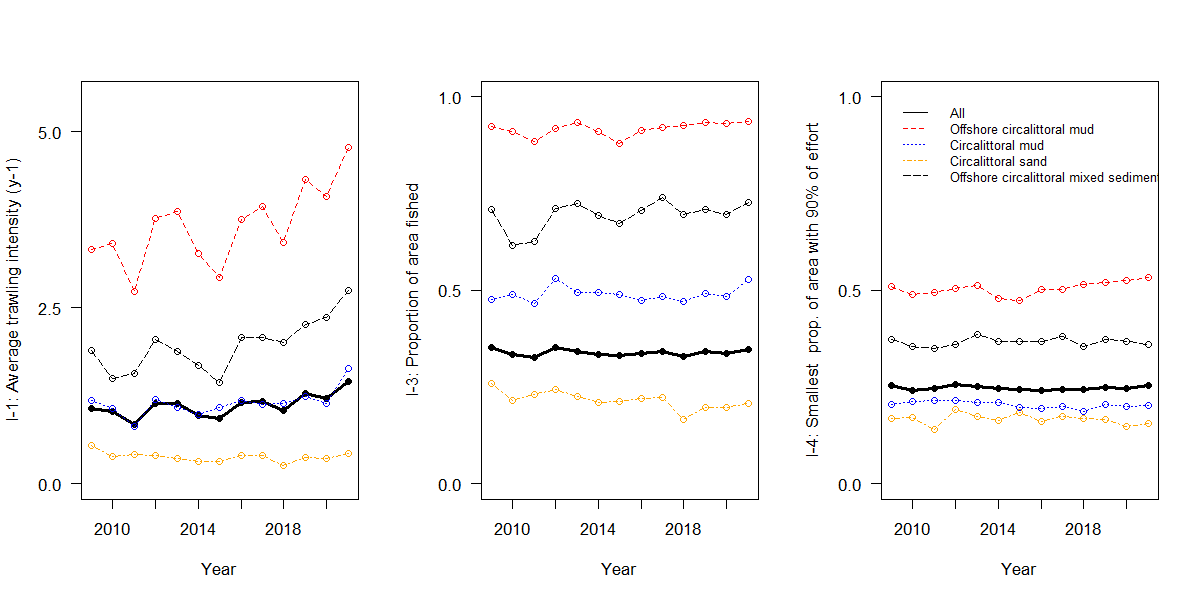 I-1: Average trawling intensity (y-1)
5.0
2.5
0.0
2010 2014 2018
Year
I-3: Proportion of area fished
1.0
0.5
0.0
2010 2014 2018
Year
I-4: Smallest prop. of area with 90% of effort
1.0
0.5
0.0
All
Offshore circalittoral mud
Circalittoral mud
Circalittoral sand
Offshore circalittoral mixed sediment
2010 2014 2018
Year